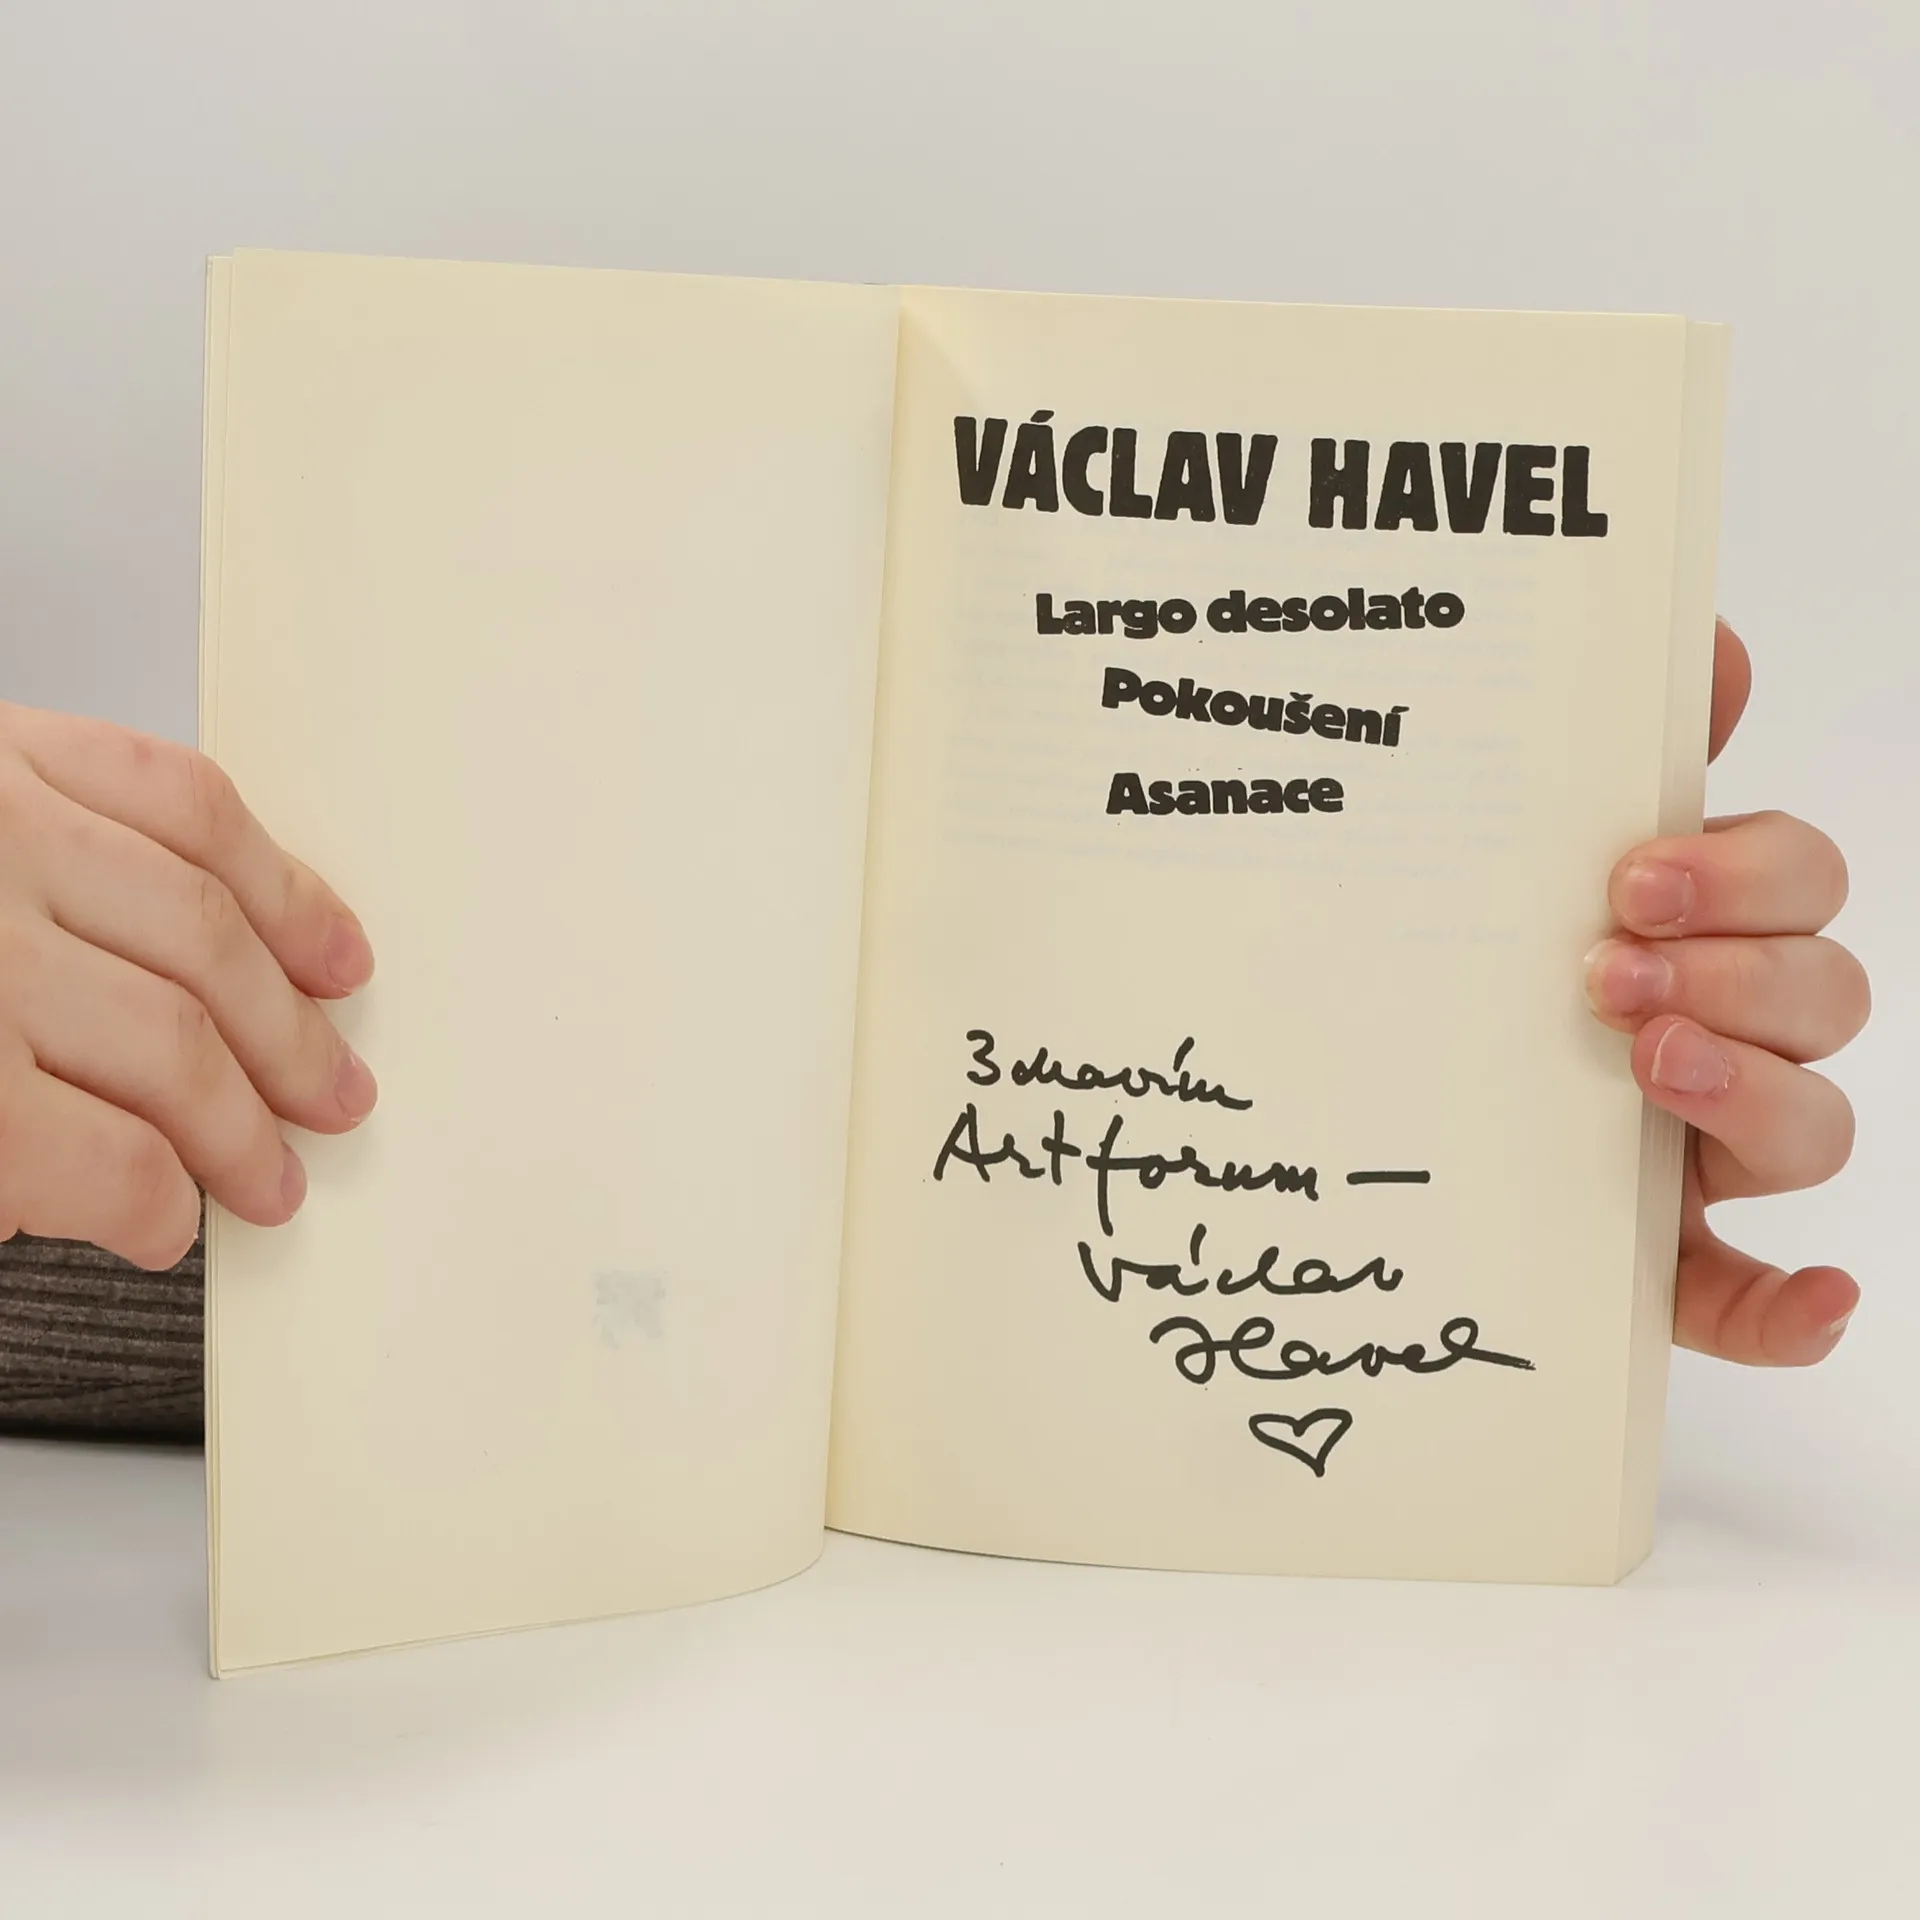 VÁCLAV HAVEL
Largo desolato
Pokoušení
Asanace
Zdravím
Artforum —
Václav
Havel